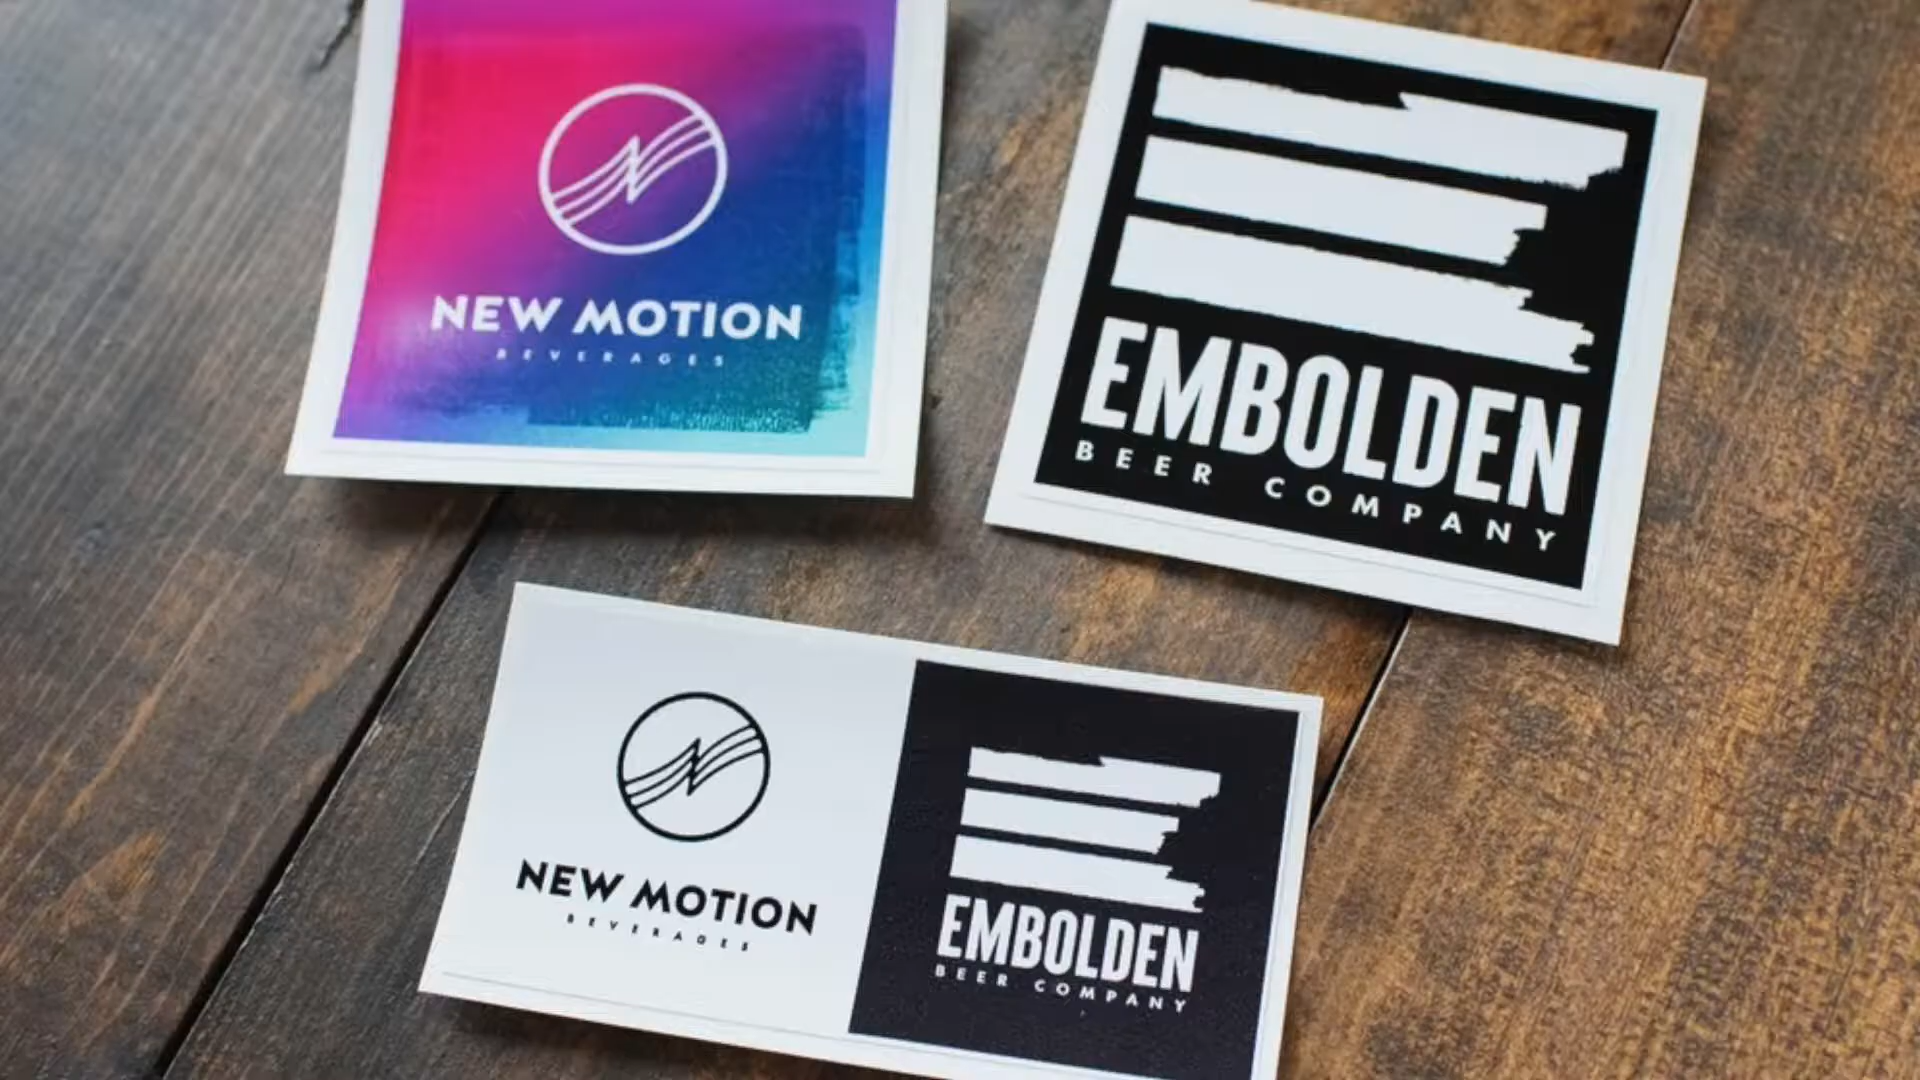 NEW MOTION
BEVERAGES
EMBOLDEN
BEER COMPANY
NEW MOTION
BEVERAGES
EMBOLDEN
BEER COMPANY